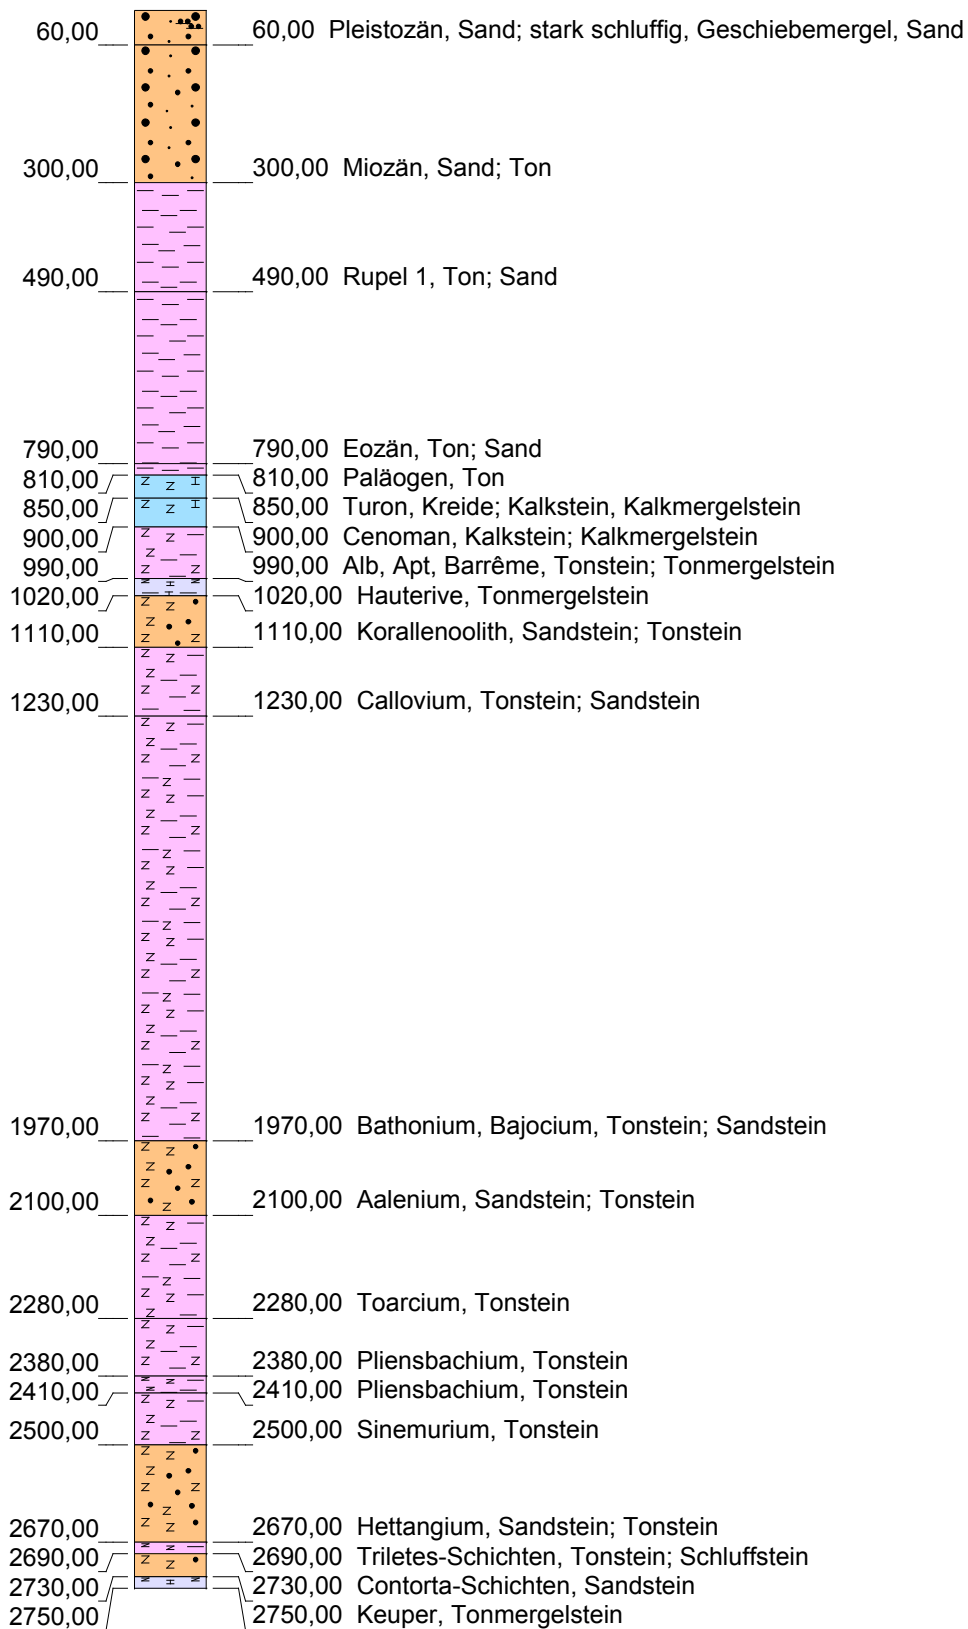 60,00 60,00 Pleistozän, Sand; stark schluffig, Geschiebemergel, Sand
300,00 300,00 Miozän, Sand; Ton
490,00 490,00 Rupel 1, Ton; Sand
790,00 790,00 Eozän, Ton; Sand
810,00 810,00 Paläogen, Ton
850,00 850,00 Turon, Kreide; Kalkstein, Kalkmergelstein
900,00 900,00 Cenoman, Kalkstein; Kalkmergelstein
990,00 990,00 Alb, Apt, Barrême, Tonstein; Tonmergelstein
1020,00 1020,00 Hauterive, Tonmergelstein
1110,00 1110,00 Korallenoolith, Sandstein; Tonstein
1230,00 1230,00 Callovium, Tonstein; Sandstein
1970,00 1970,00 Bathonium, Bajocium, Tonstein; Sandstein
2100,00 2100,00 Aalenium, Sandstein; Tonstein
2280,00 2280,00 Toarcium, Tonstein
2380,00 2380,00 Pliensbachium, Tonstein
2410,00 2410,00 Pliensbachium, Tonstein
2500,00 2500,00 Sinemurium, Tonstein
2670,00 2670,00 Hettangium, Sandstein; Tonstein
2690,00 2690,00 Triletes-Schichten, Tonstein; Schluffstein
2730,00 2730,00 Contorta-Schichten, Sandstein
2750,00 2750,00 Keuper, Tonmergelstein